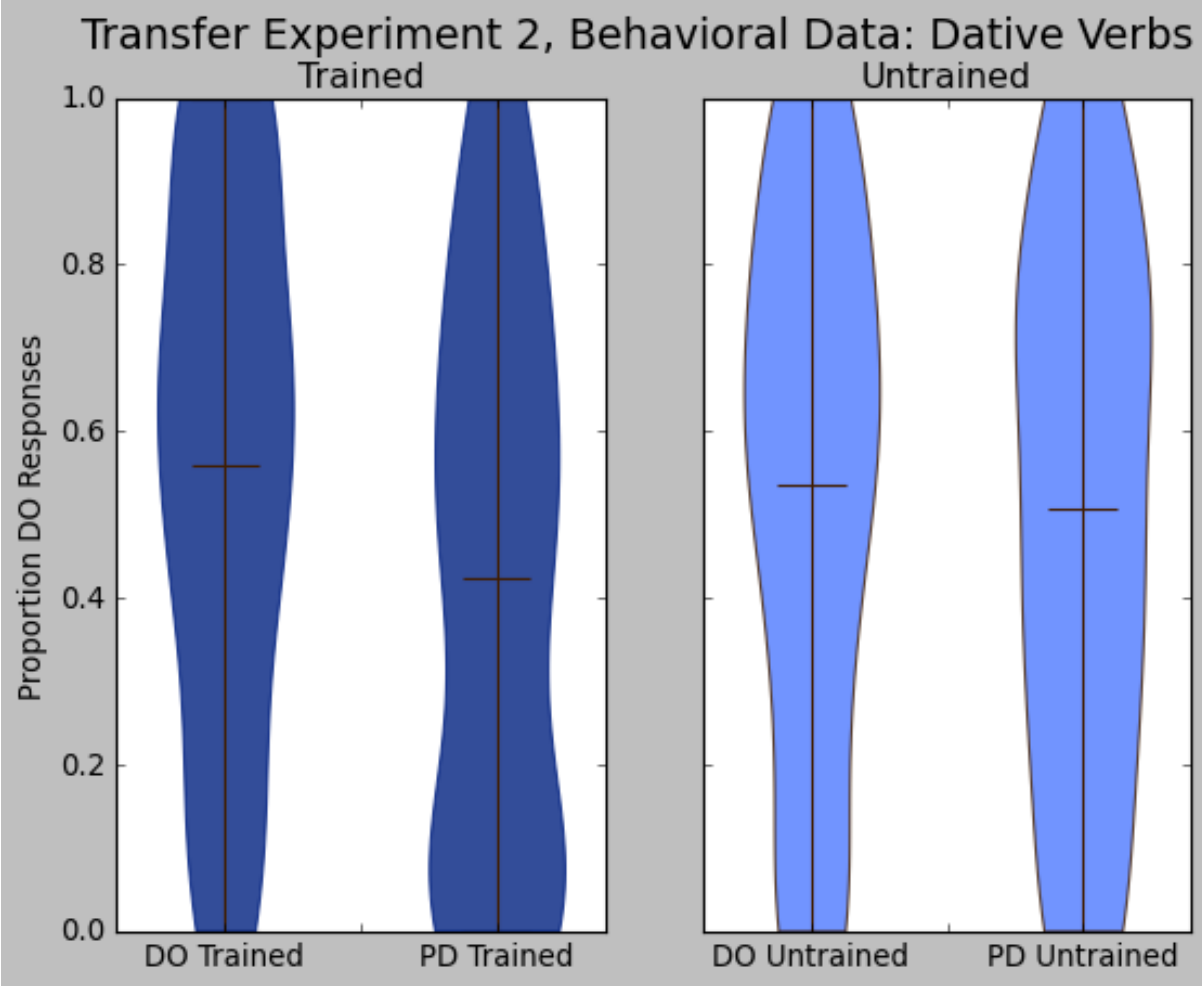 Transfer Experiment 2, Behavioral Data: Dative Verbs
Trained
Untrained
Proportion DO Responses
1.0
0.8
0.6
0.4
0.2
0.0
DO Trained
PD Trained
DO Untrained
PD Untrained